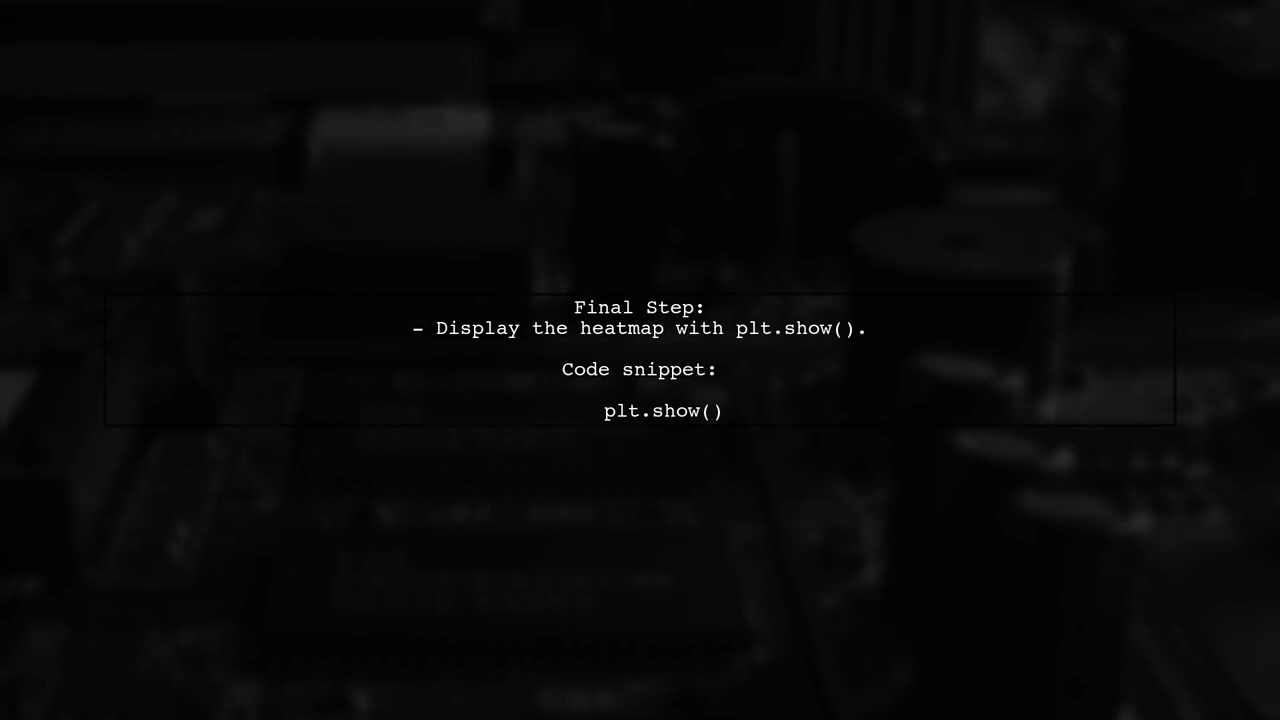 Final Step:
- Display the heatmap with plt.show().
Code snippet:
plt.show()